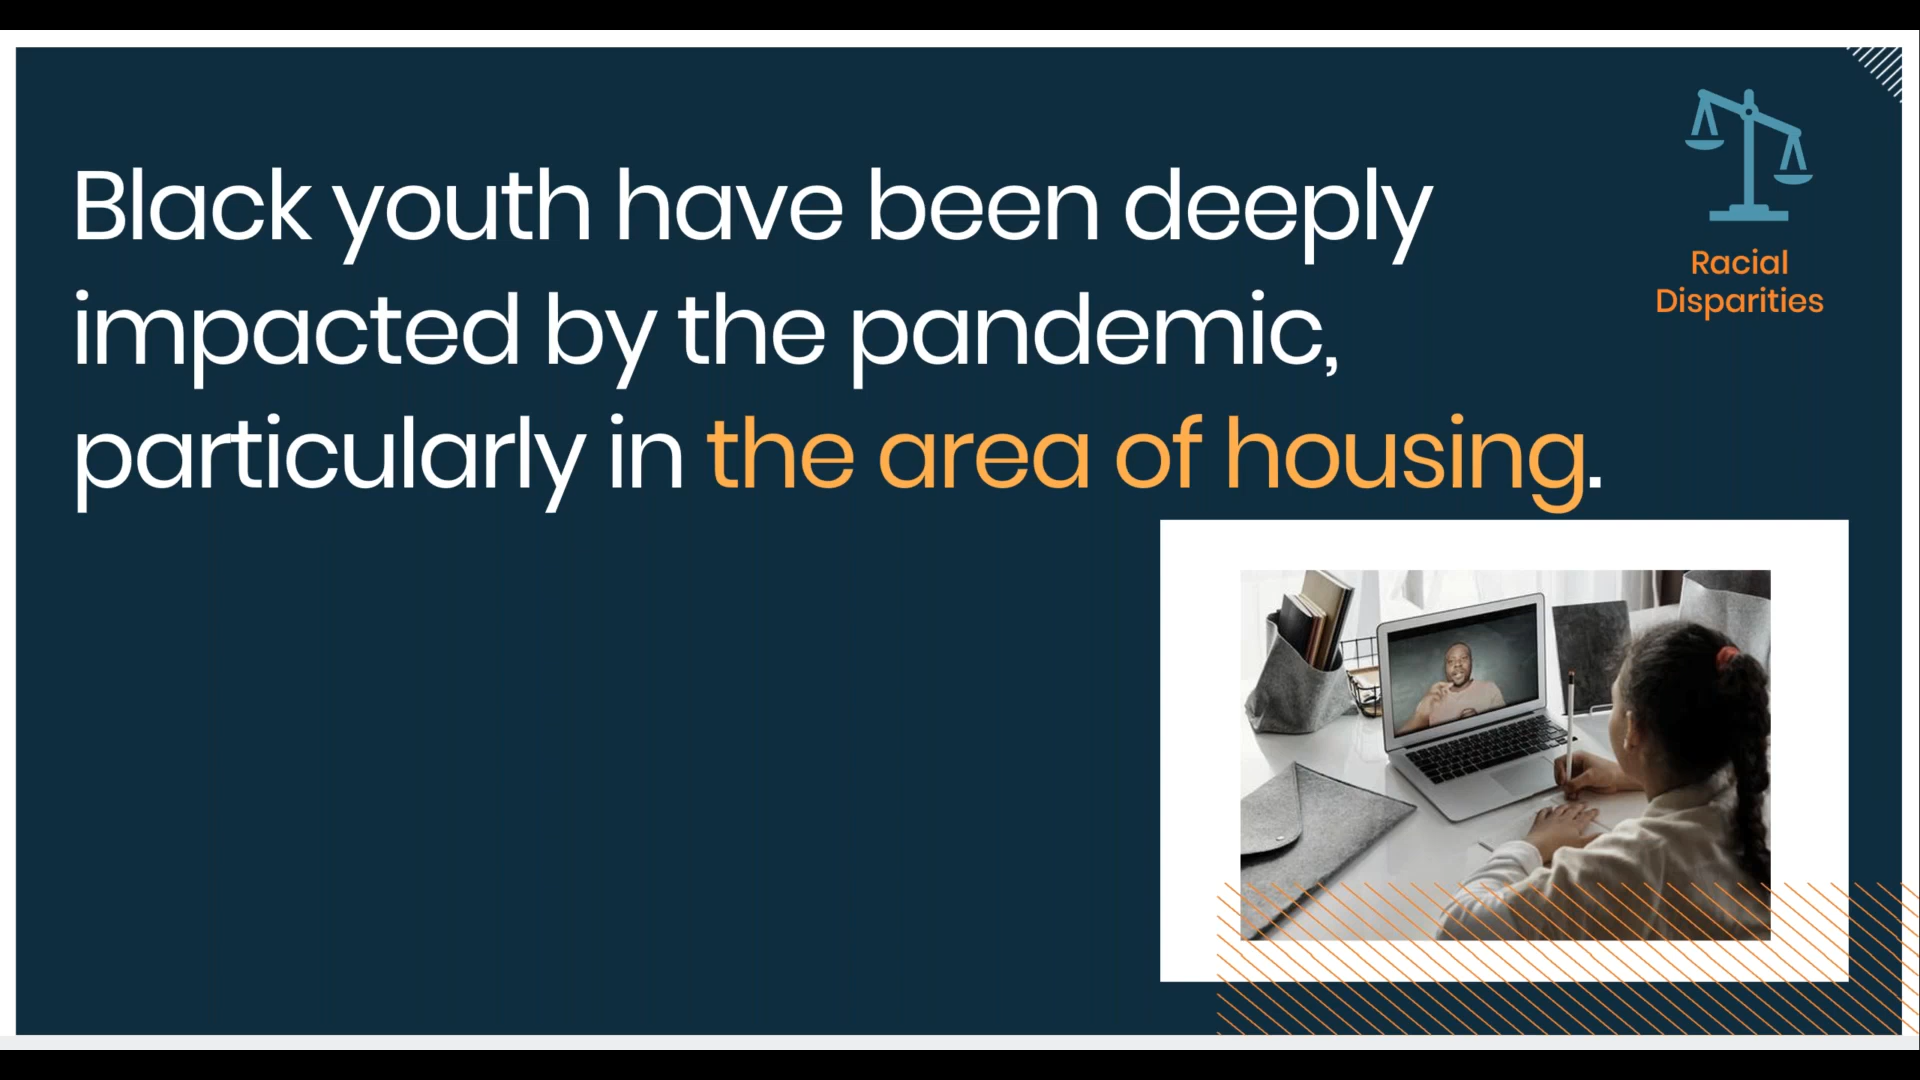 Black youth have been deeply
impacted by the pandemic,
particularly in the area of housing.
Racial
Disparities